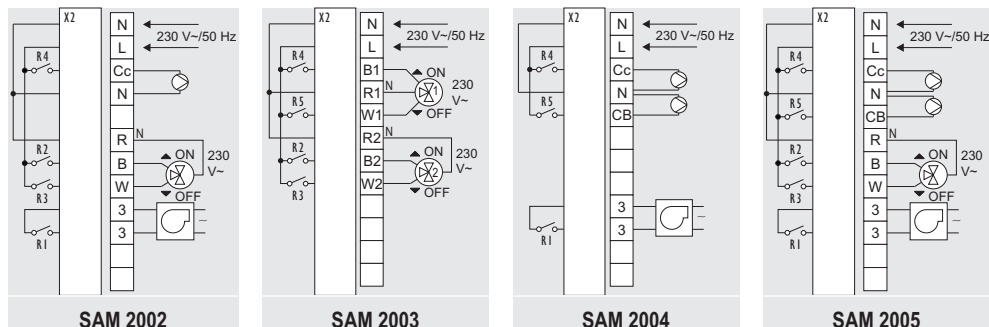 X2
N
L
230 V~/50 Hz
R4
Cc
N
R
N
R2
B
ON
230
V~
W
OFF
R3
3
~
3
R1
SAM 2002
X2
N
L
230 V~/50 Hz
R4
B1
ON
R1
N
1
230
V~
R5
W1
OFF
R2
N
R2
B2
ON
230
V~
2
W2
OFF
R3
SAM 2003
X2
N
L
230 V~/50 Hz
R4
Cc
N
R5
CB
3
~
3
R1
SAM 2004
X2
N
L
230 V~/50 Hz
R4
Cc
N
R5
CB
R
N
R2
B
ON
230
V~
W
OFF
R3
3
~
3
R1
SAM 2005